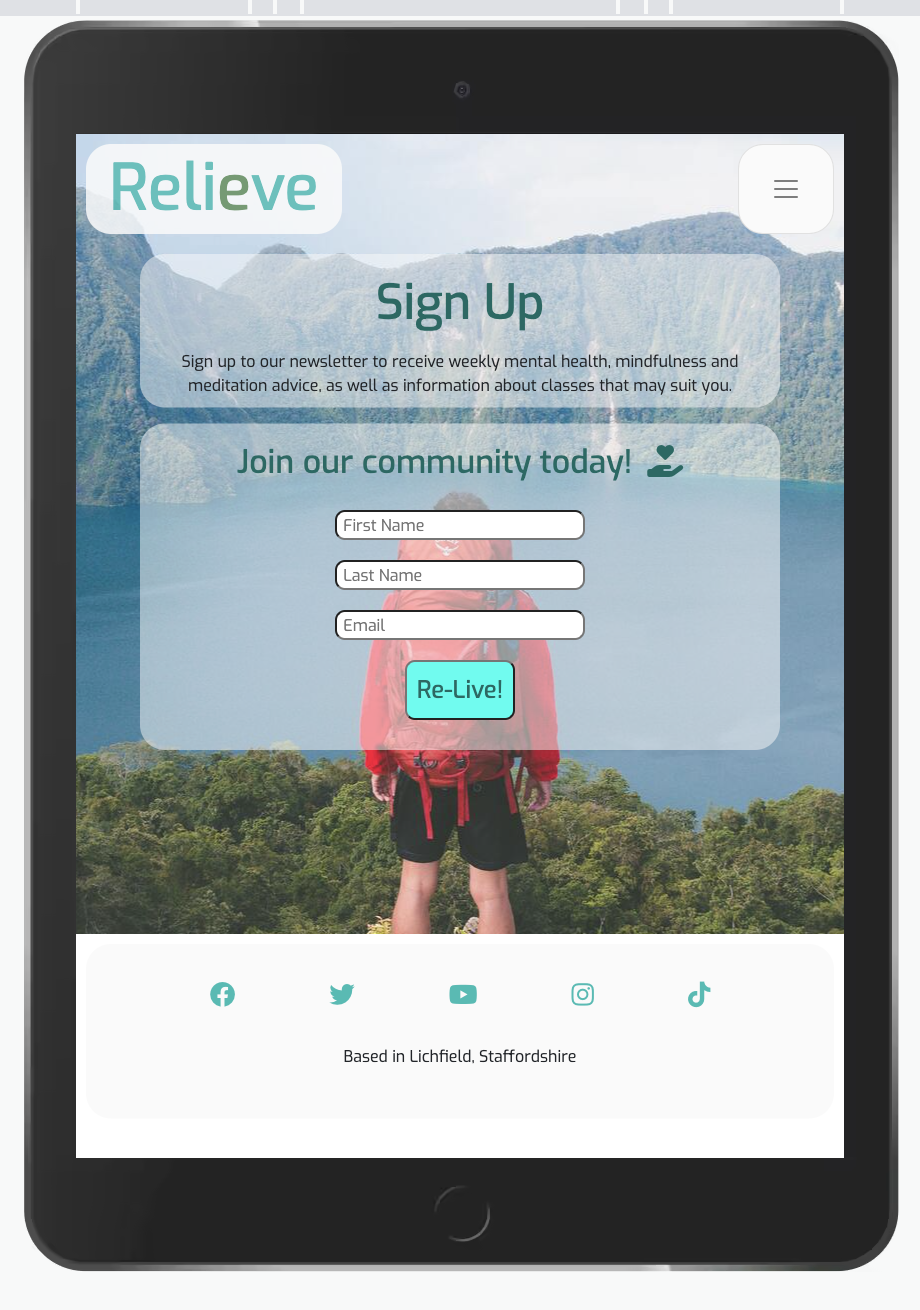 Relieve
Sign Up
Sign up to our newsletter to receive weekly mental health, mindfulness and
meditation advice, as well as information about classes that may suit you.
Join our community today!
First Name
Last Name
Email
Re-Live!
Based in Lichfield, Staffordshire